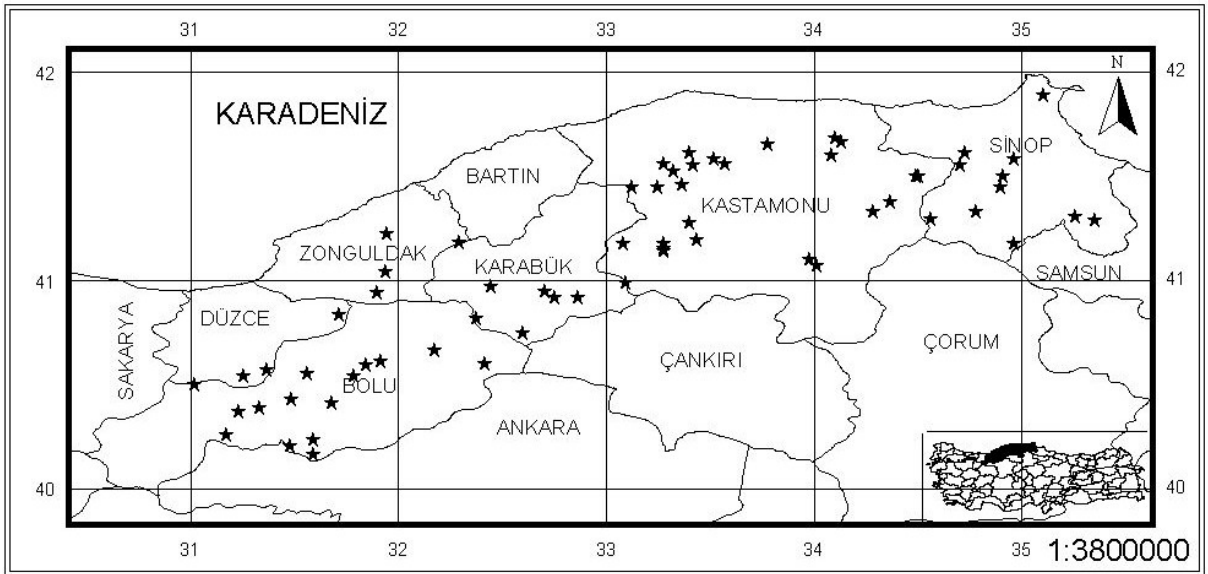 31 32 33 34 35
42 42
N
KARADENİZ
SİNOP
BARTIN
KASTAMONU
ZONGULDAK
KARABÜK
SAMSUN
41 41
DÜZCE
SAKARYA
ÇANKIRI
ÇORUM
BOLU
ANKARA
40 40
31 32 33 34 35
1:3800000